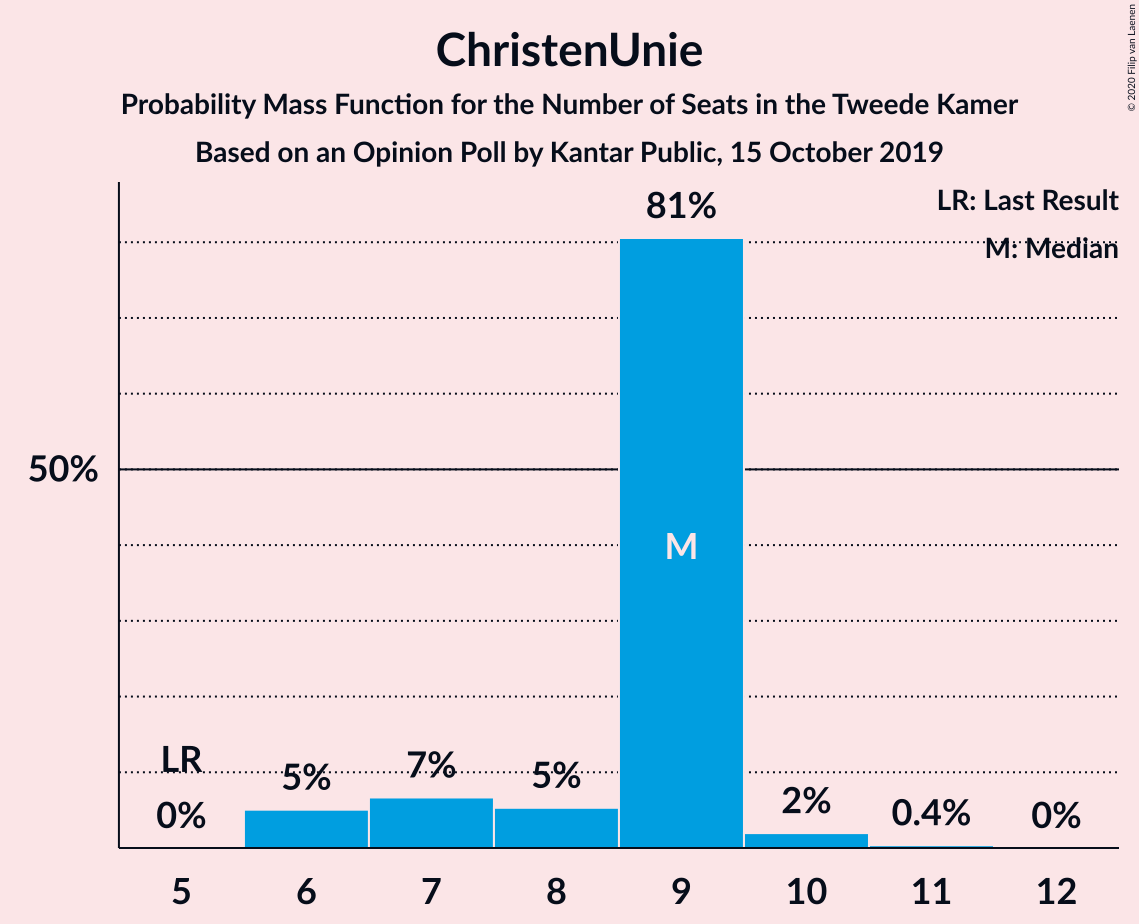 ChristenUnie
Probability Mass Function for the Number of Seats in the Tweede Kamer
Based on an Opinion Poll by Kantar Public, 15 October 2019
© 2020 Filip van Laenen
LR: Last Result
M: Median
81%
50%
M
LR
0%
5%
7%
5%
2%
0.4%
0%
5
6
7
8
9
10
11
12